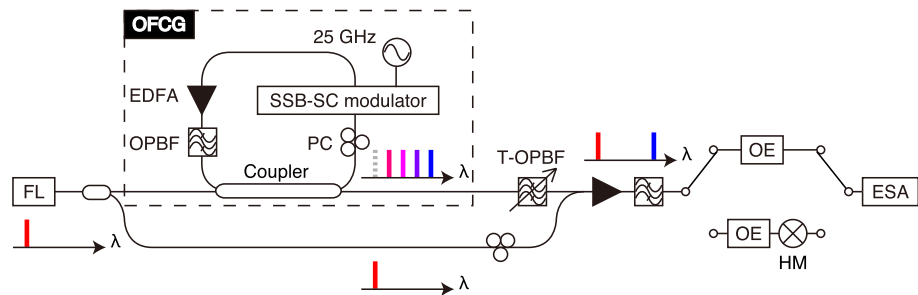 OFCG
25 GHz
EDFA
SSB-SC modulator
OPBF
PC
Coupler
λ
T-OPBF
λ
OE
FL
ESA
λ
OE
HM
λ